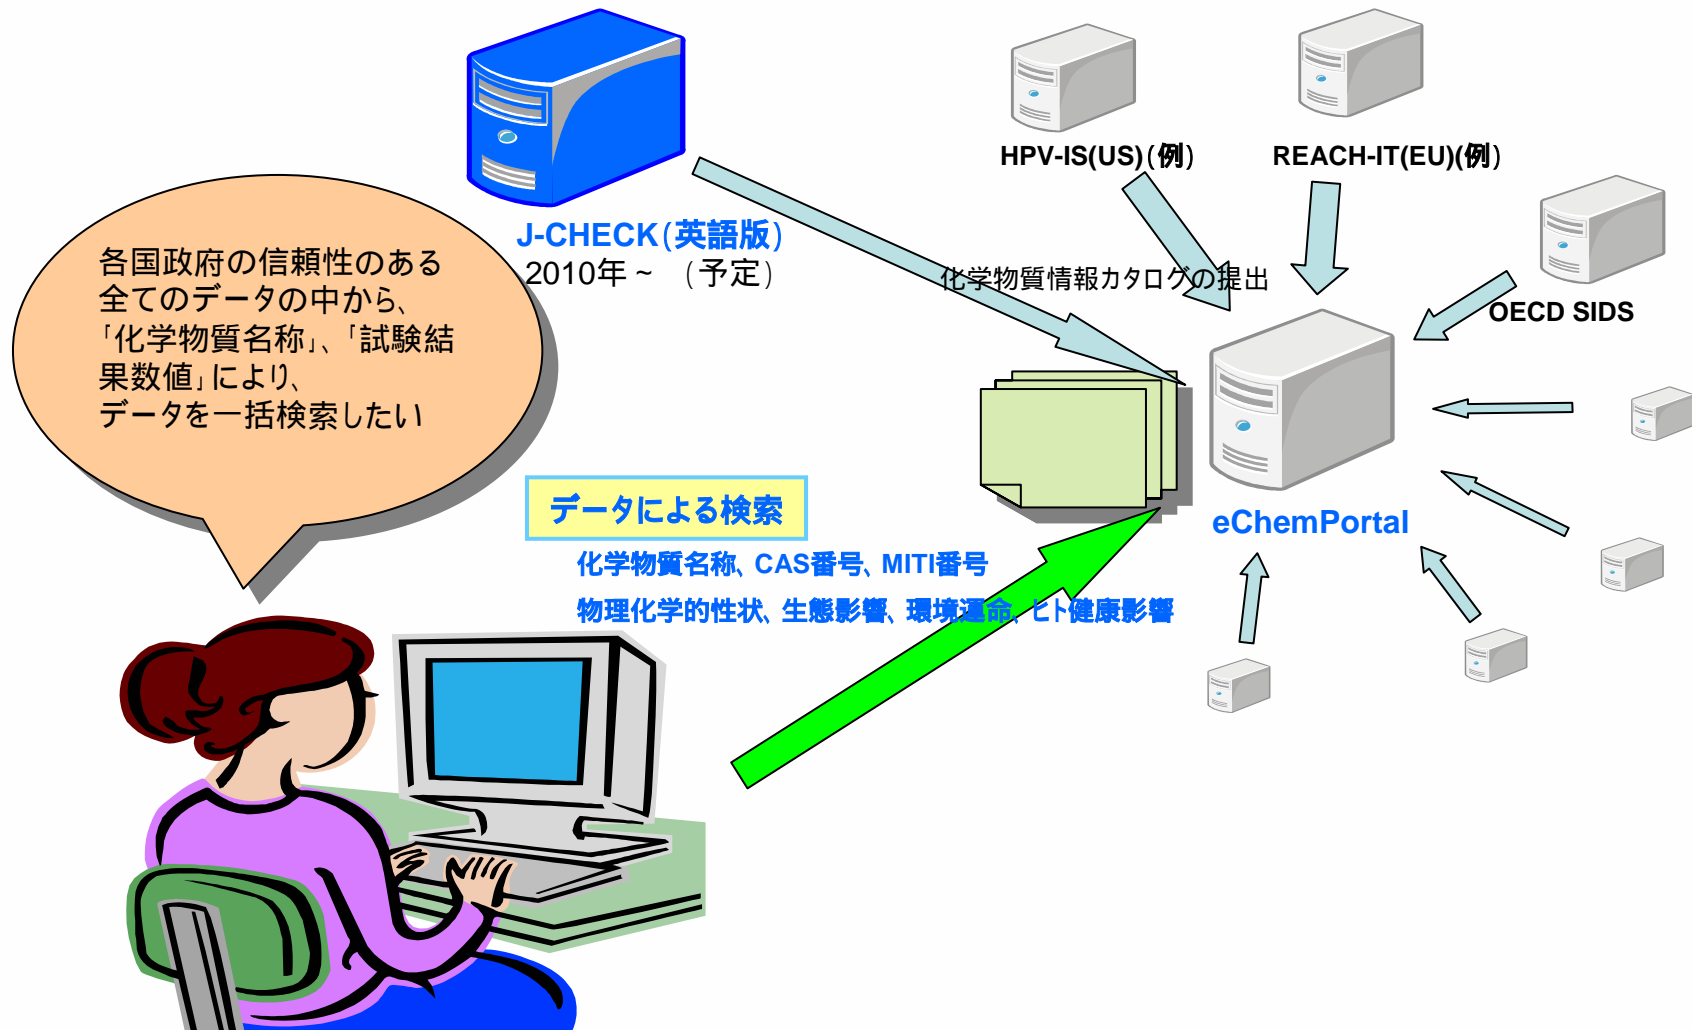 HPV-IS(US)(例)
REACH-IT(EU)(例)
J-CHECK(英語版)
2010年~ (予定)
各国政府の信頼性のある
全てのデータの中から、
「化学物質名称」、「試験結
果数値」により、
データを一括検索したい
化学物質情報カタログの提出
OECD SIDS
eChemPortal
データによる検索
化学物質名称、CAS番号、MITI番号
物理化学的性状、生態影響、環境運命、ヒト健康影響